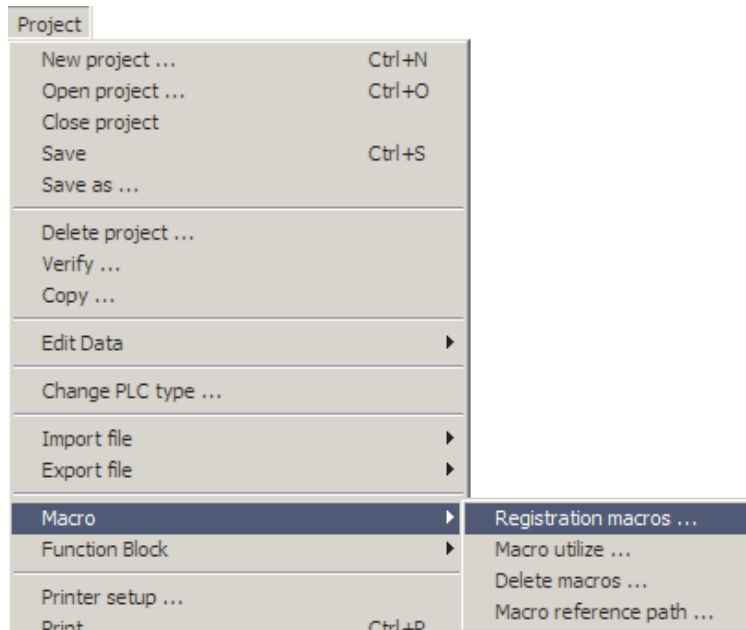 Project
New project ... Ctrl+N
Open project ... Ctrl+O
Close project
Save Ctrl+S
Save as ...
Delete project ...
Verify ...
Copy ...
Edit Data
Change PLC type ...
Import file
Export file
Macro
Function Block
Printer setup ...
Print Ctrl+P
Registration macros ...
Macro utilize ...
Delete macros ...
Macro reference path ...